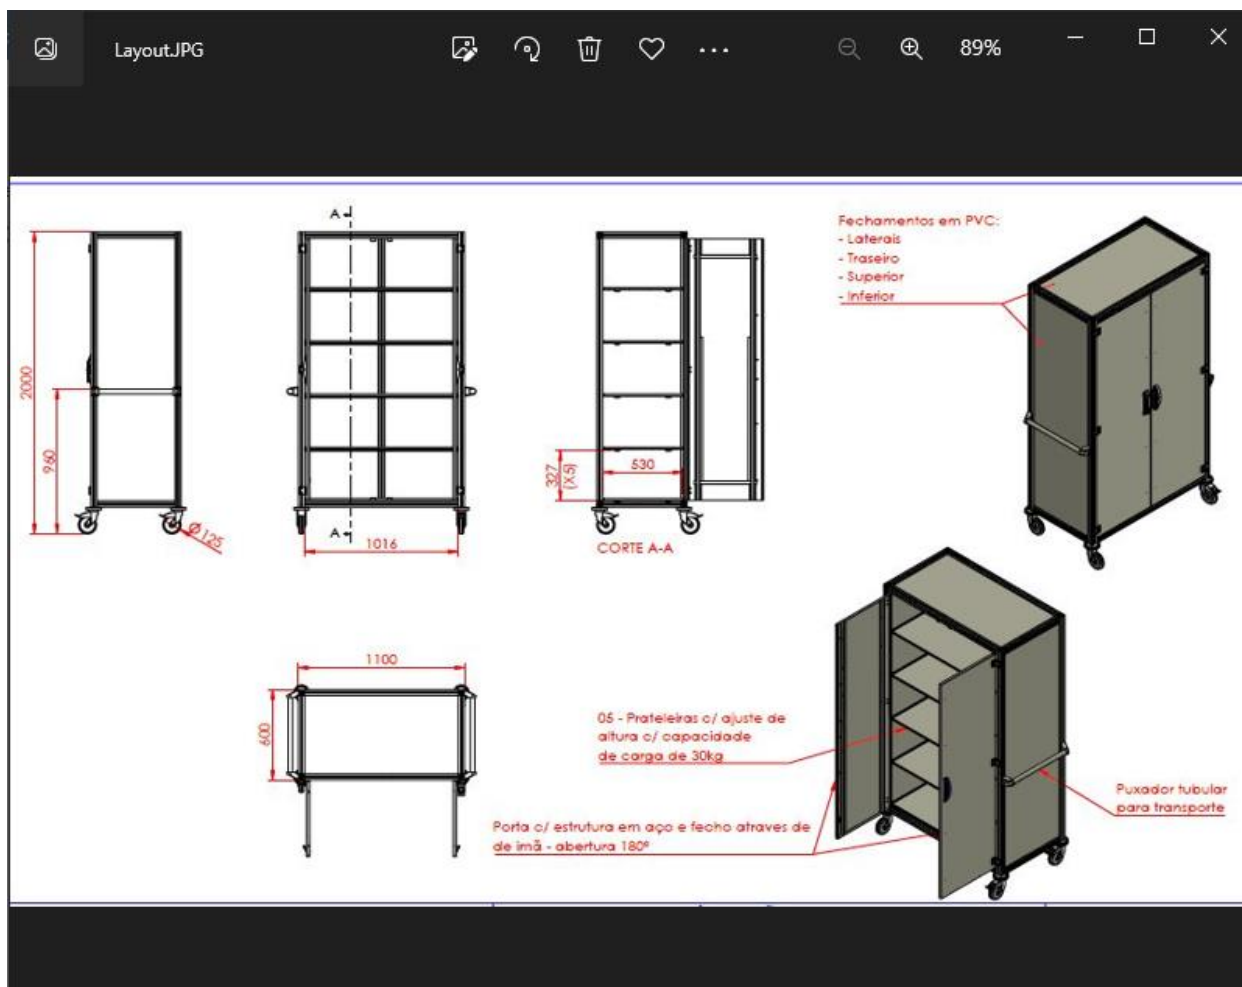 Layout.JPG
89%
A
2000
960
Ø125
A
1016
327
(X5)
530
CORTE A-A
Fechamentos em PVC:
- Laterais
- Traseiro
- Superior
- Inferior
1100
600
05 - Prateleiras c/ ajuste de
altura c/ capacidade
de carga de 30kg
Porta c/ estrutura em aço e fecho atraves de
de imã - abertura 180º
Puxador tubular
para transporte